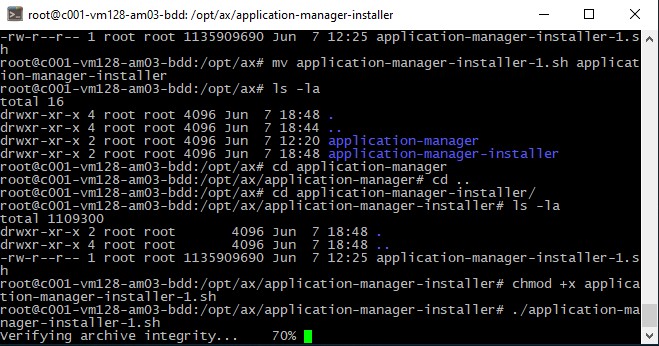 root@c001-vm128-am03-bdd: /opt/ax/application-manager-installer
-rw-r--r-- 1 root root 1135909690 Jun  7 12:25 application-manager-installer-1.s
h
root@c001-vm128-am03-bdd:/opt/ax# mv application-manager-installer-1.sh applicat
ion-manager-installer
root@c001-vm128-am03-bdd:/opt/ax# ls -la
total 16
drwxr-xr-x 4 root root 4096 Jun  7 18:48 .
drwxr-xr-x 4 root root 4096 Jun  7 18:44 ..
drwxr-xr-x 2 root root 4096 Jun  7 12:20 application-manager
drwxr-xr-x 2 root root 4096 Jun  7 18:48 application-manager-installer
root@c001-vm128-am03-bdd:/opt/ax# cd application-manager
root@c001-vm128-am03-bdd:/opt/ax/application-manager# cd ..
root@c001-vm128-am03-bdd:/opt/ax# cd application-manager-installer/
root@c001-vm128-am03-bdd:/opt/ax/application-manager-installer# ls -la
total 1109300
drwxr-xr-x 2 root root       4096 Jun  7 18:48 .
drwxr-xr-x 4 root root       4096 Jun  7 18:48 ..
-rw-r--r-- 1 root root 1135909690 Jun  7 12:25 application-manager-installer-1.s
h
root@c001-vm128-am03-bdd:/opt/ax/application-manager-installer# chmod +x applica
tion-manager-installer-1.sh
root@c001-vm128-am03-bdd:/opt/ax/application-manager-installer# ./application-ma
nager-installer-1.sh
Verifying archive integrity...   70%